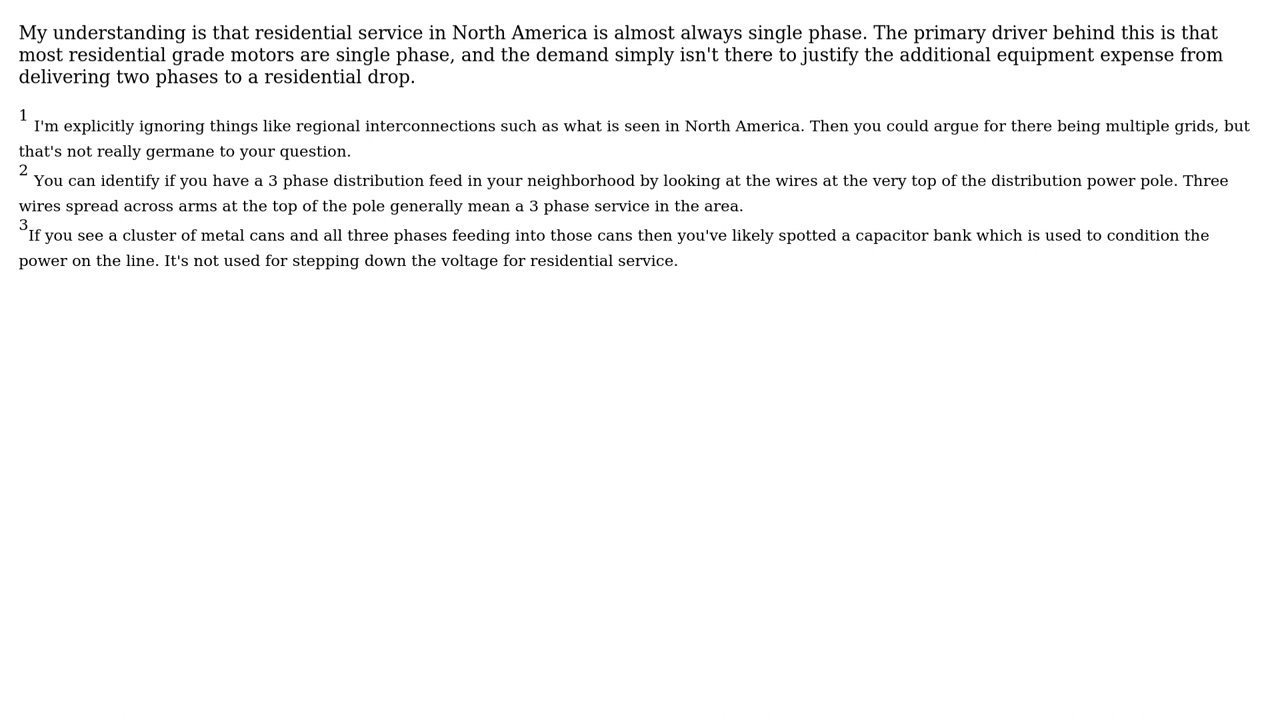 My understanding is that residential service in North America is almost always single phase. The primary driver behind this is that
most residential grade motors are single phase, and the demand simply isn't there to justify the additional equipment expense from
delivering two phases to a residential drop.
1 I'm explicitly ignoring things like regional interconnections such as what is seen in North America. Then you could argue for there being multiple grids, but
that's not really germane to your question.
2 You can identify if you have a 3 phase distribution feed in your neighborhood by looking at the wires at the very top of the distribution power pole. Three
wires spread across arms at the top of the pole generally mean a 3 phase service in the area.
3If you see a cluster of metal cans and all three phases feeding into those cans then you've likely spotted a capacitor bank which is used to condition the
power on the line. It's not used for stepping down the voltage for residential service.